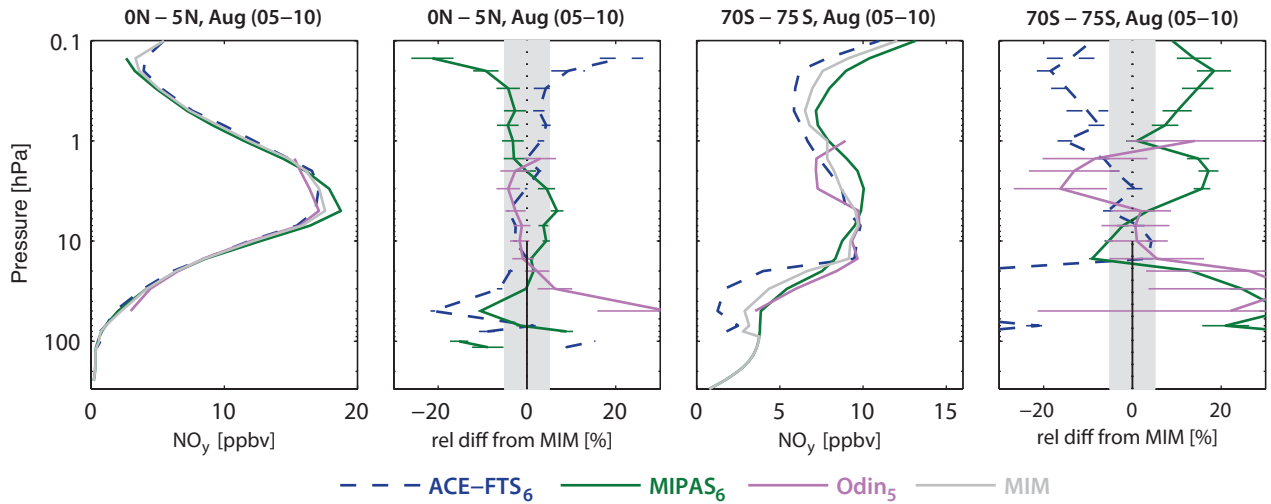 0N – 5N, Aug (05–10)
0N – 5N, Aug (05–10)
70S – 75 S, Aug (05–10)
70S – 75S, Aug (05–10)
Pressure [hPa]
0.1
1
10
100
0 10 20
−20 0 20
0 5 10 15
−20 0 20
NOy [ppbv]
rel diff from MIM [%]
NOy [ppbv]
rel diff from MIM [%]
ACE–FTS6 MIPAS6 Odin5 MIM